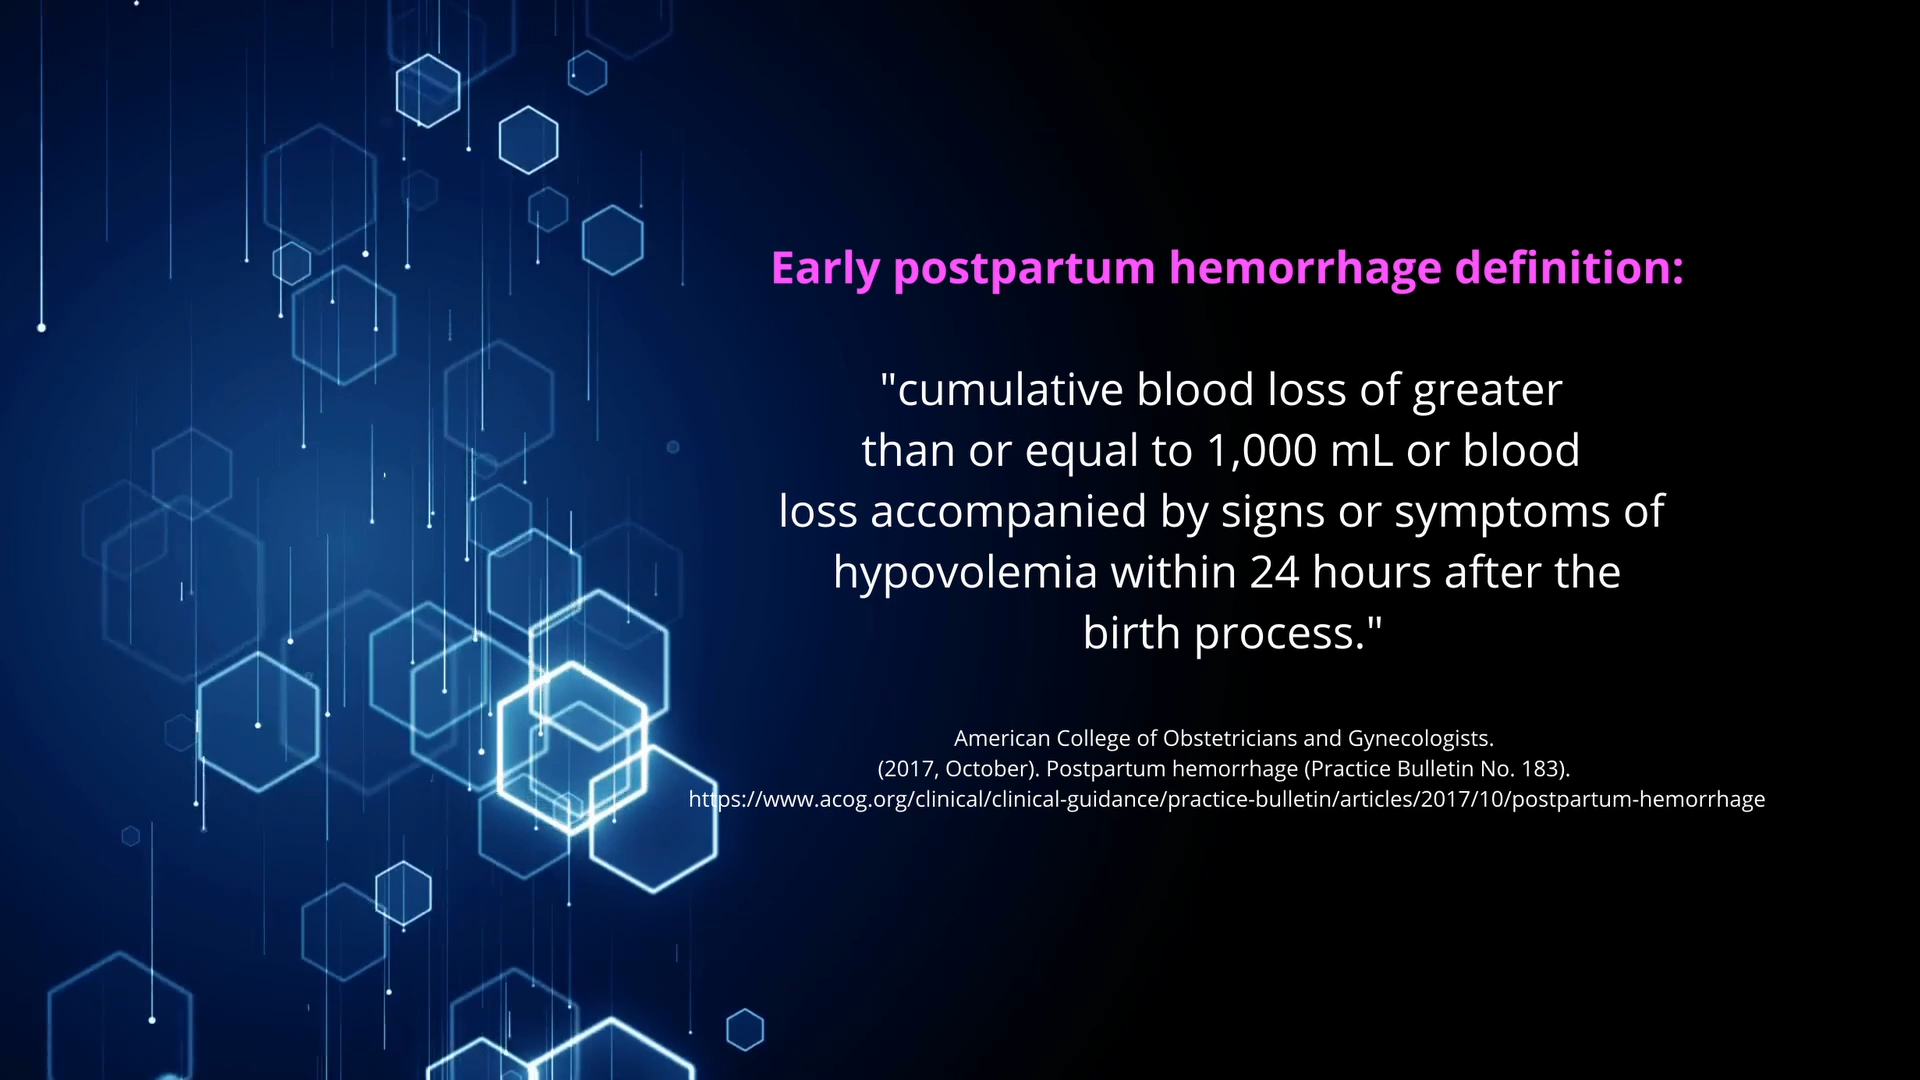 Early postpartum hemorrhage definition:
"cumulative blood loss of greater
than or equal to 1,000 mL or blood
loss accompanied by signs or symptoms of
hypovolemia within 24 hours after the
birth process."
American College of Obstetricians and Gynecologists.
(2017, October). Postpartum hemorrhage (Practice Bulletin No. 183).
https://www.acog.org/clinical/clinical-guidance/practice-bulletin/articles/2017/10/postpartum-hemorrhage